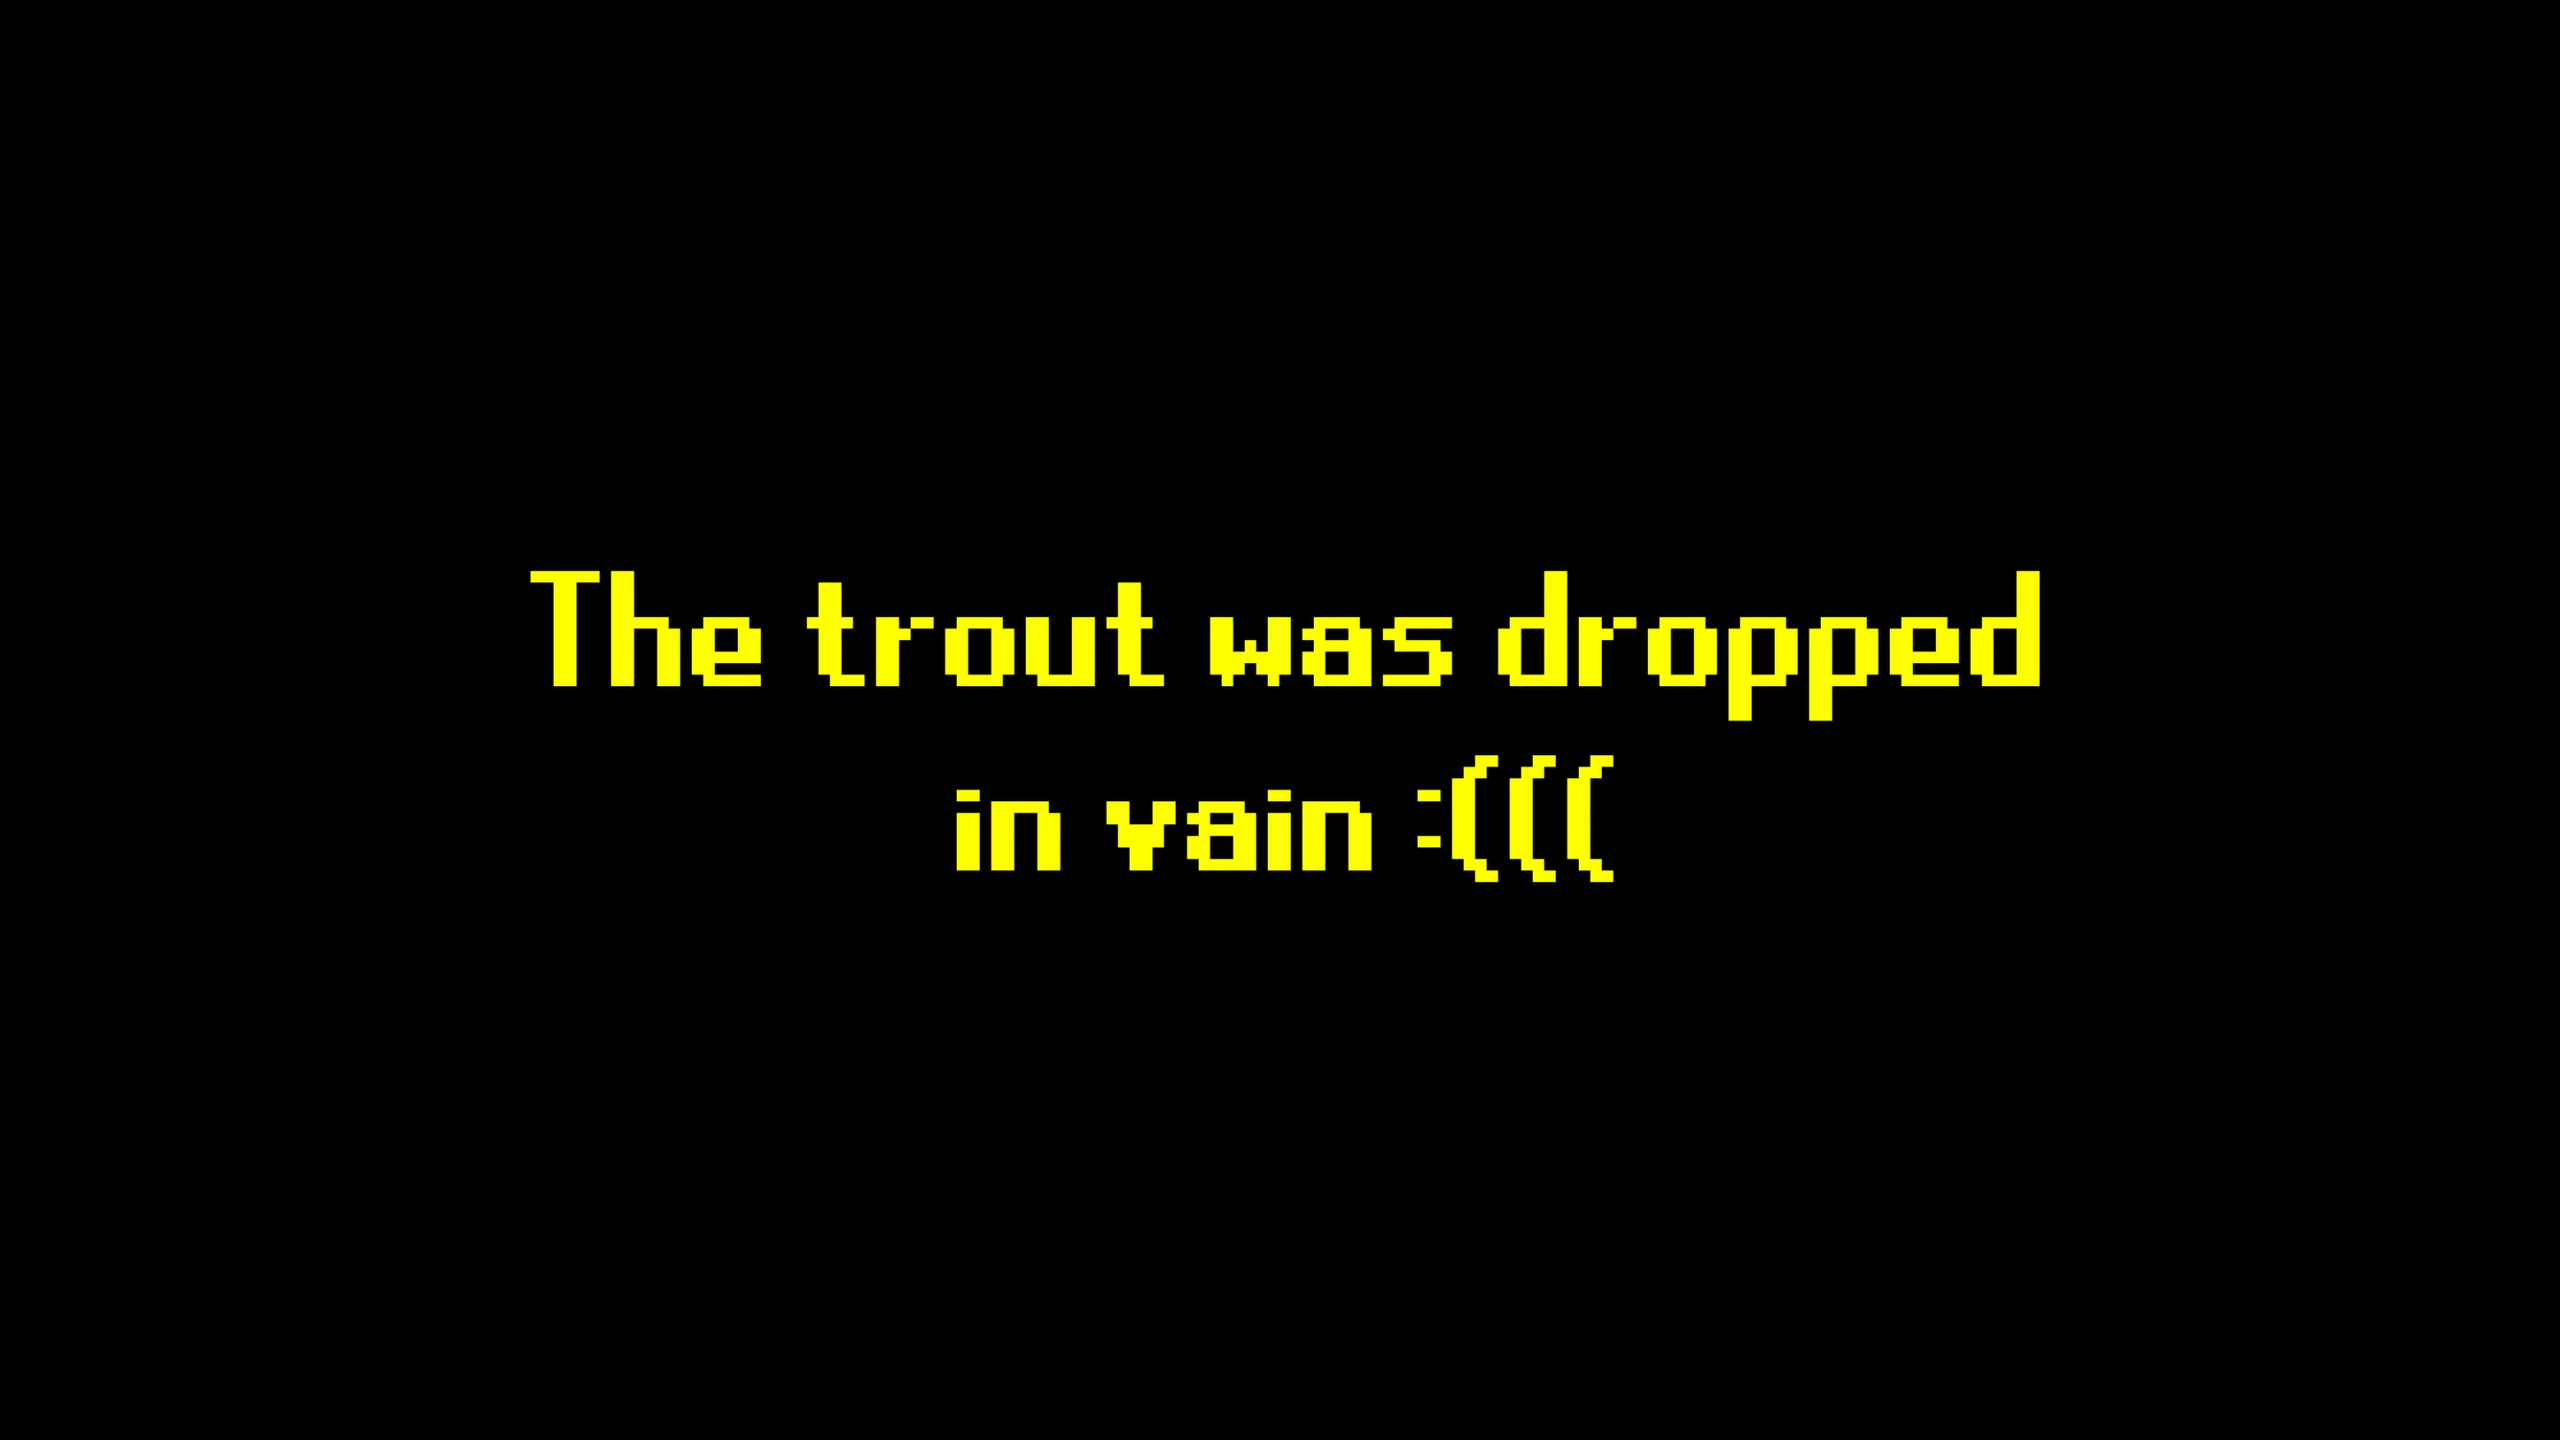 The trout was dropped
in vain :(((